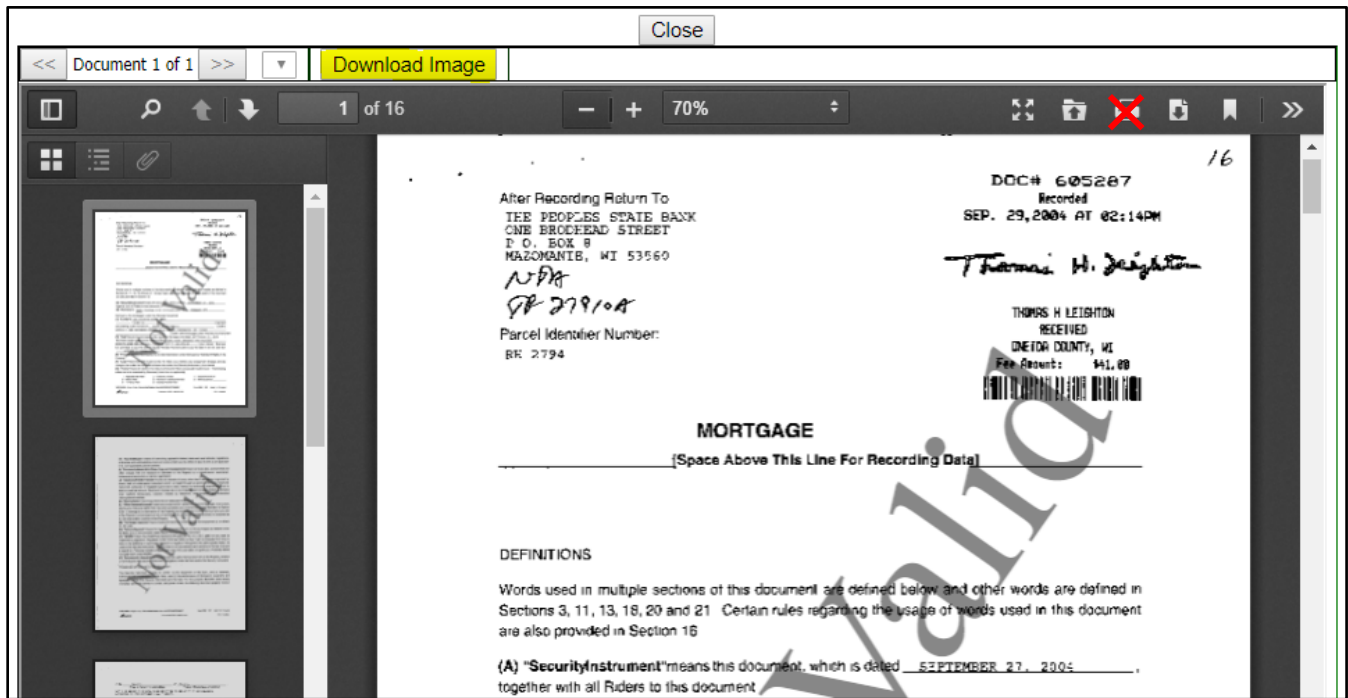 Close
<< Document 1 of 1 >> Download Image
1 of 16 70%
16
DOC# 605287
Recorded
SEP. 29,2004 AT 02:14PM
After Recording Return To
THE PEOPLES STATE BANK
ONE BRODHEAD STREET
P O. BOX 8
MAZOMANIE, WI 53560
Thomas H. Leighton
Parcel Identifier Number:
RH 2794
THOMAS H LEIGHTON
RECEIVED
ONEIDA COUNTY, WI
Fee Amount: $41.00
MORTGAGE
[Space Above This Line For Recording Data]
DEFINITIONS
Words used in multiple sections of this document are defined below and other words are defined in
Sections 3, 11, 13, 18, 20 and 21 Certain rules regarding the usage of words used in this document
are also provided in Section 16
(A) "Security Instrument" means this document, which is dated SEPTEMBER 27, 2004,
together with all Riders to this document
Valid
Not Valid
Not Valid